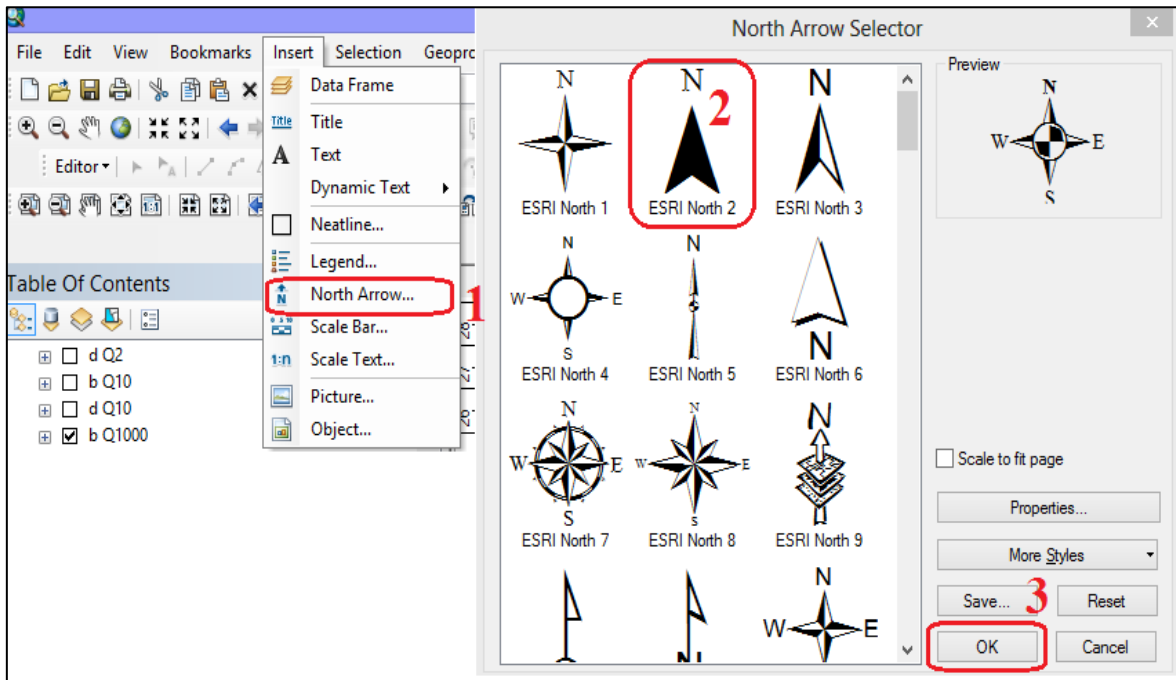 File Edit View Bookmarks Insert Selection Geopro
Editor
Table Of Contents
d Q2
b Q10
d Q10
b Q1000
Data Frame
Title Title
A Text
Dynamic Text
Neatline...
Legend...
N North Arrow... 1
Scale Bar...
1:n Scale Text...
Picture...
Object...
North Arrow Selector
N N 2 N
ESRI North 1 ESRI North 2 ESRI North 3
N N
W E
S N
ESRI North 4 ESRI North 5 ESRI North 6
N N N
W E W E
S S
ESRI North 7 ESRI North 8 ESRI North 9
N
W E
N
Preview
N
W E
S
Scale to fit page
Properties...
More Styles
Save... 3 Reset
OK Cancel